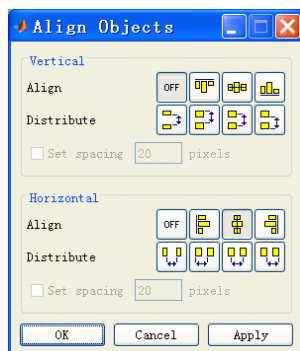 Align Objects
Vertical
Align OFF
Distribute
Set spacing 20 pixels
Horizontal
Align OFF
Distribute
Set spacing 20 pixels
OK Cancel Apply